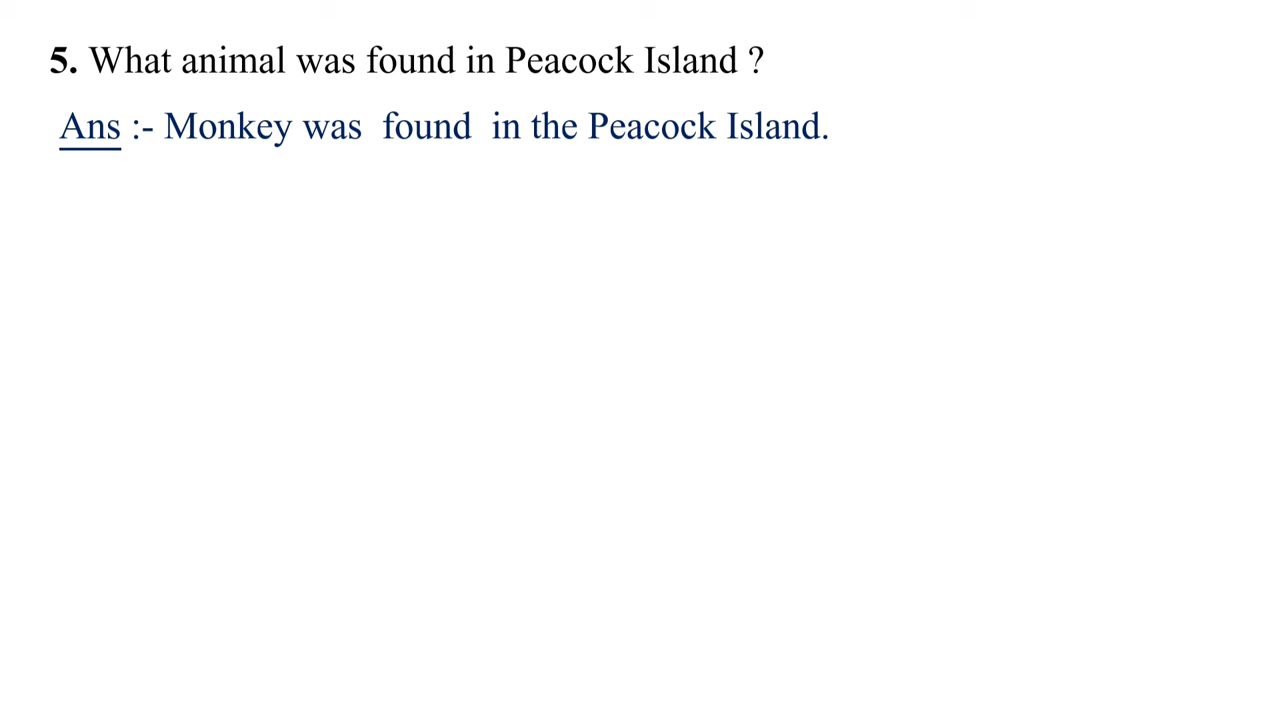 5. What animal was found in Peacock Island ?
Ans :- Monkey was found in the Peacock Island.